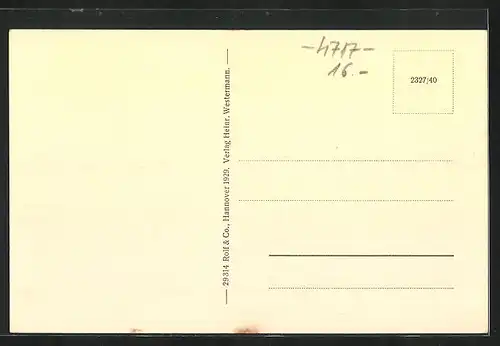 -4717-
16.-
2327/40
29314 Rolf & Co., Hannover 1929. Verlag Heinr. Westermann.